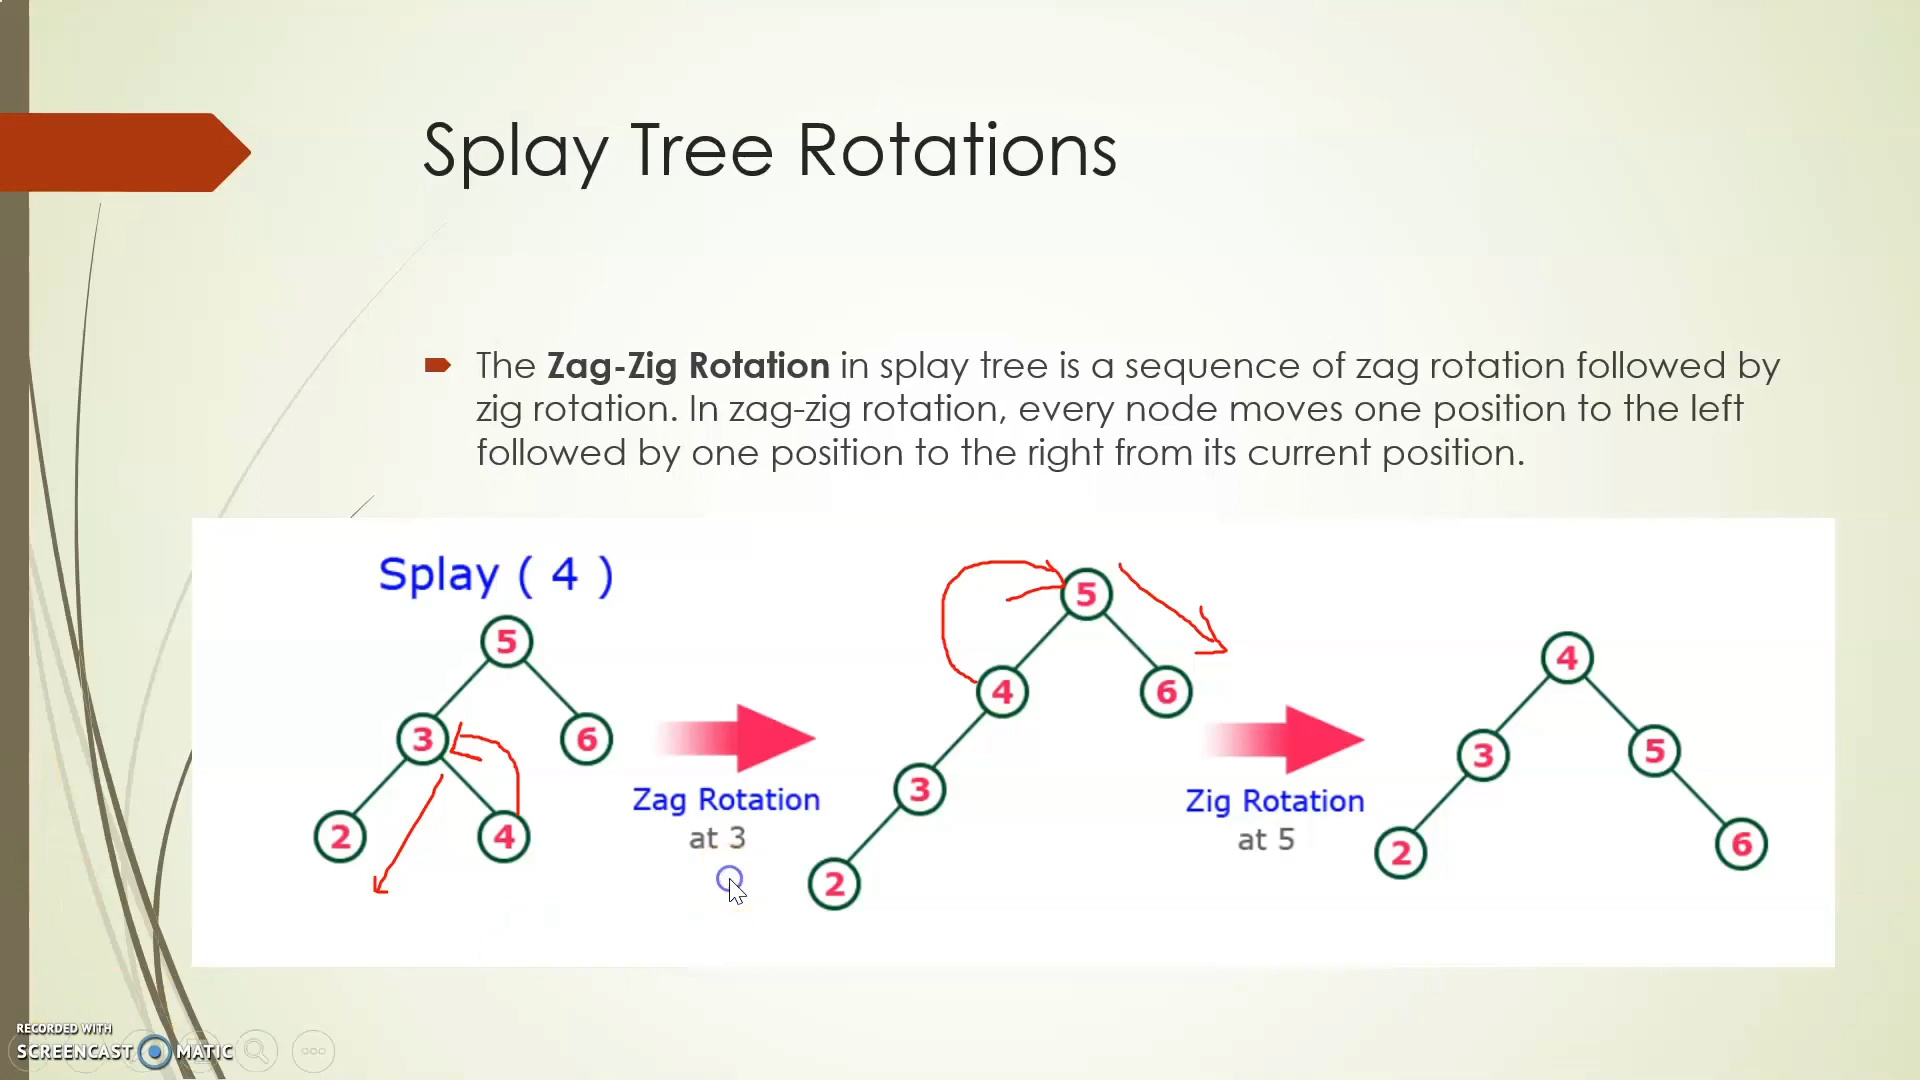 Splay Tree Rotations
The Zag-Zig Rotation in splay tree is a sequence of zag rotation followed by
zig rotation. In zag-zig rotation, every node moves one position to the left
followed by one position to the right from its current position.
Splay ( 4 )
5
3
6
2
4
Zag Rotation
at 3
5
4
6
3
2
Zig Rotation
at 5
4
3
5
2
6
RECORDED WITH
SCREENCAST MATIC